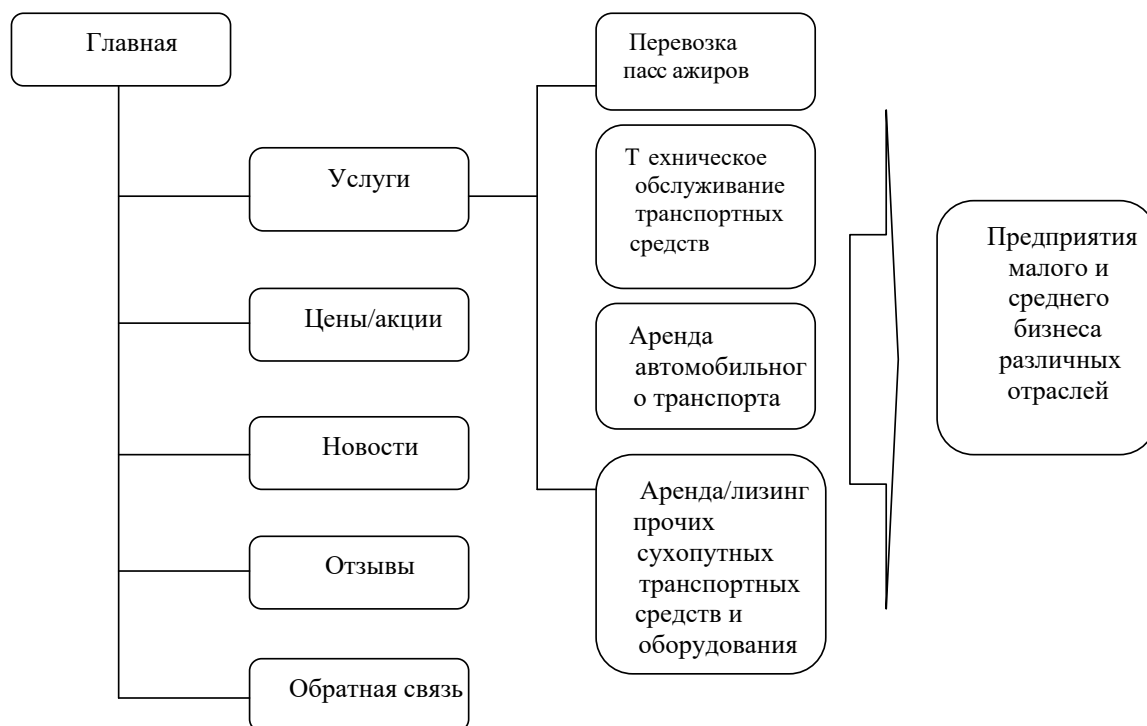 Главная
Услуги
Цены/акции
Новости
Отзывы
Обратная связь
Перевозка
пасс ажиров
Т ехническое
обслуживание
транспортных
средств
Аренда
автомобильног
о транспорта
Аренда/лизинг
прочих
сухопутных
транспортных
средств и
оборудования
Предприятия
малого и
среднего
бизнеса
различных
отраслей